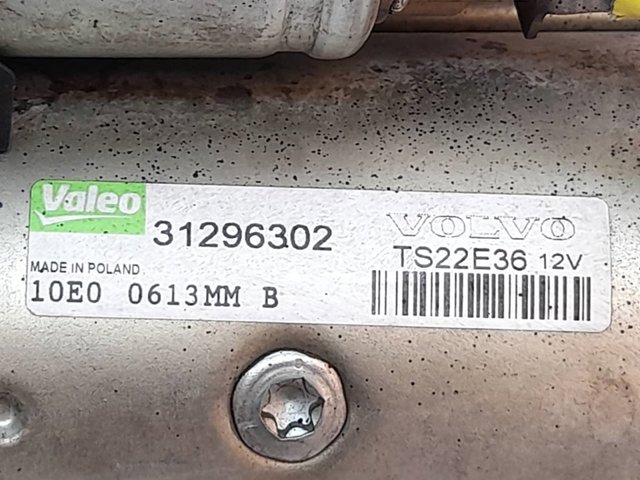 Valeo
31296302
VOLVO
TS22E36 12V
MADE IN POLAND
10E0 0613MM B